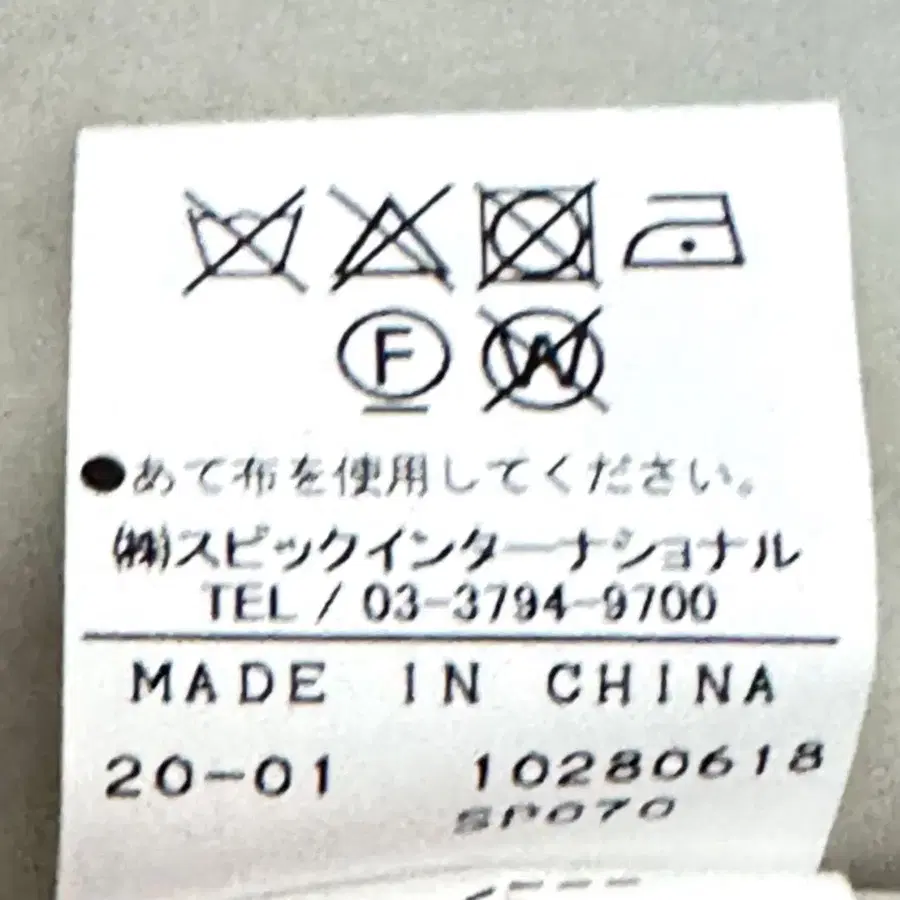 F W
●あて布を使用してください。
㈱スピックインターナショナル
TEL / 03-3794-9700
MADE IN CHINA
20-01 10280618
SP070